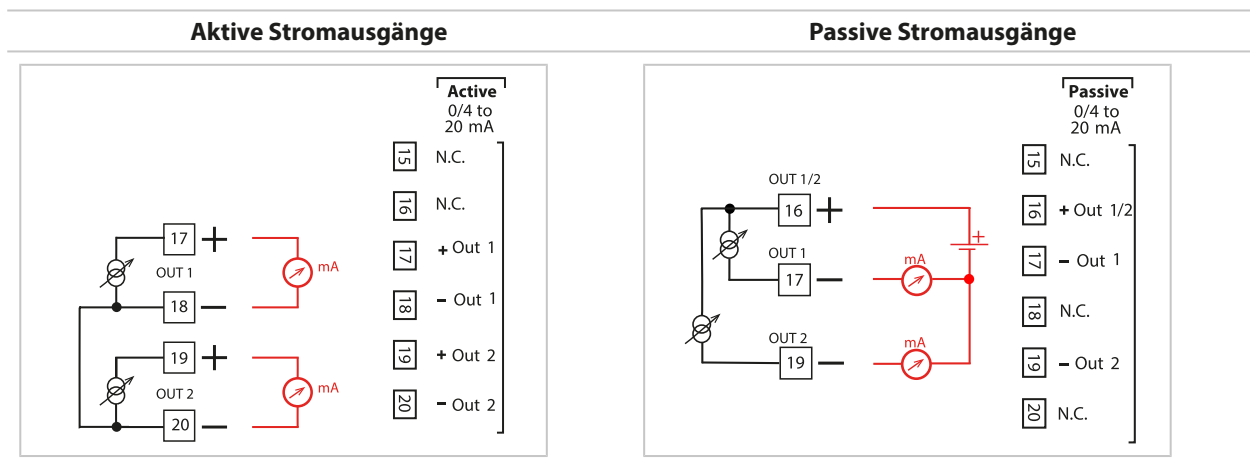 Aktive Stromausgänge
Passive Stromausgänge
Active
0/4 to
20 mA
15 N.C.
16 N.C.
17 + Out 1
18 − Out 1
19 + Out 2
20 − Out 2
17 +
OUT 1
mA
18 −
19 +
OUT 2
mA
20 −
Passive
0/4 to
20 mA
15 N.C.
16 + Out 1/2
17 − Out 1
18 N.C.
19 − Out 2
20 N.C.
OUT 1/2
16 +
+
OUT 1
mA
17 −
OUT 2
mA
19 −